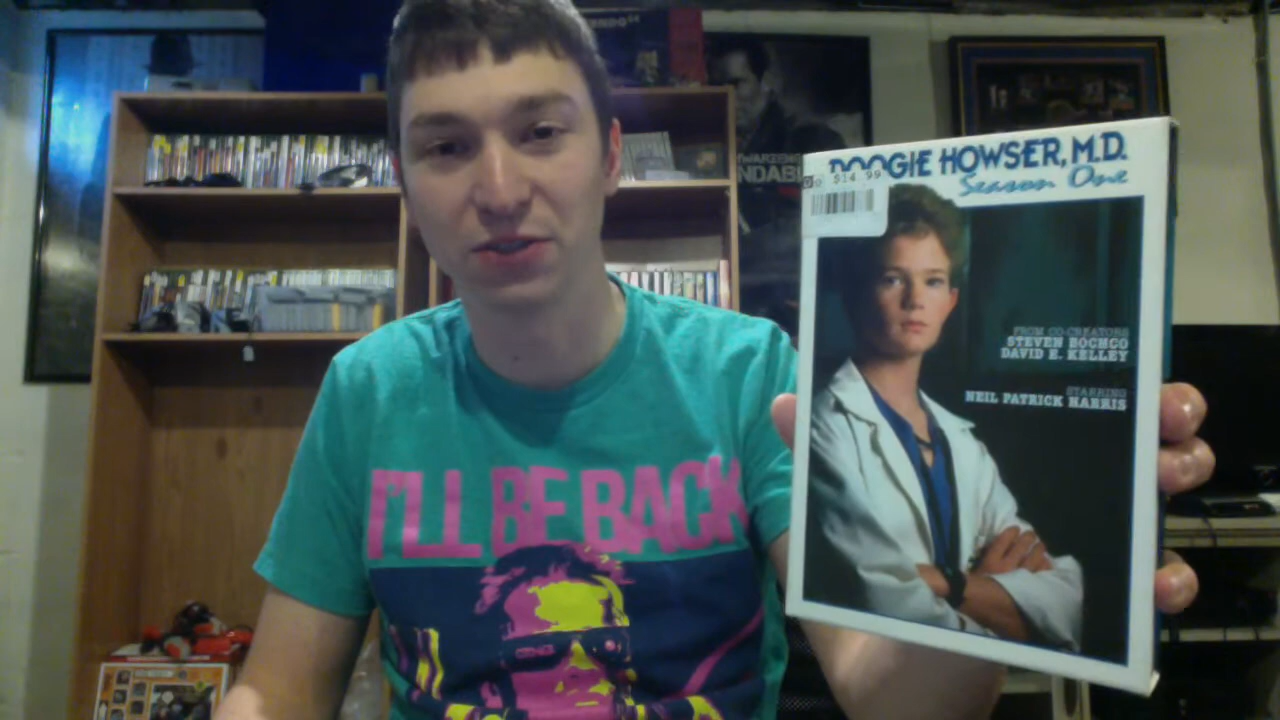 NDABL
DOOGIE HOWSER, M.D.
Season One
$14.99
FROM CO-CREATORS
STEVEN BOCHCO
DAVID E. KELLEY
STARRING
NEIL PATRICK HARRIS
I'LL BE BACK